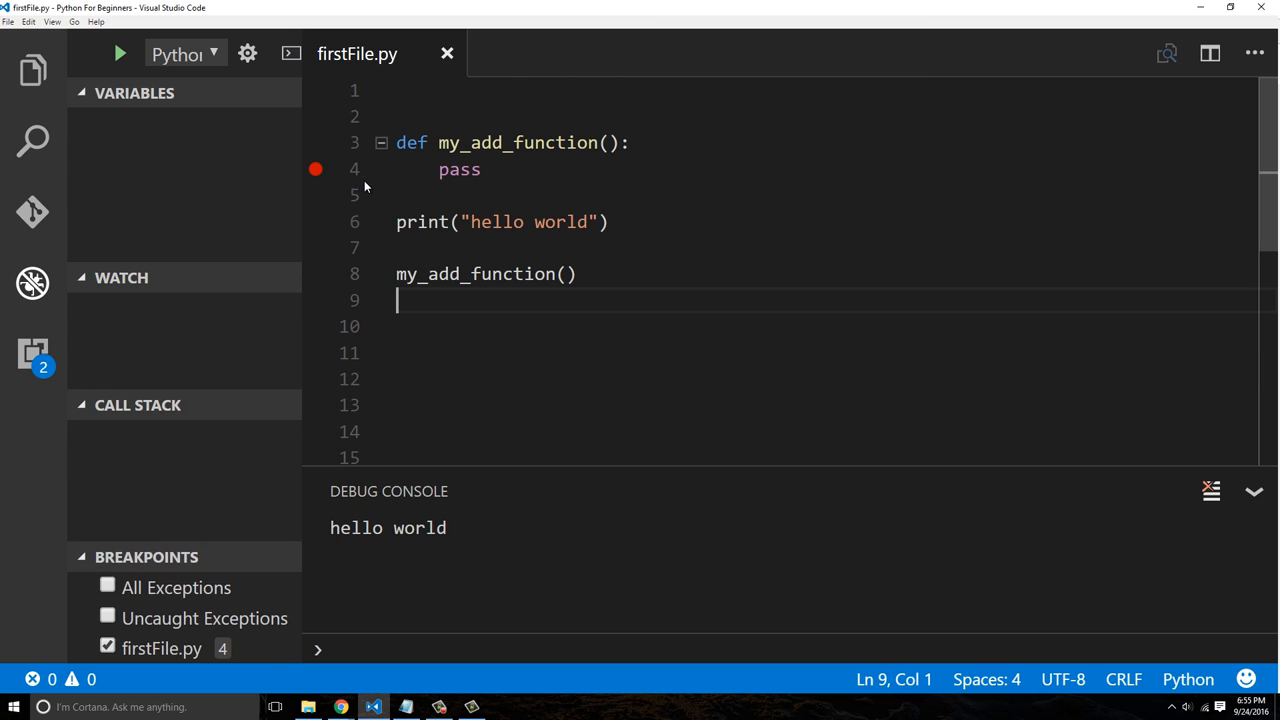 firstFile.py - Python For Beginners - Visual Studio Code
File Edit View Go Help
Python
firstFile.py
VARIABLES
WATCH
CALL STACK
BREAKPOINTS
All Exceptions
Uncaught Exceptions
firstFile.py 4
2
1
2
3 def my_add_function():
4 pass
5
6 print("hello world")
7
8 my_add_function()
9
10
11
12
13
14
15
DEBUG CONSOLE
hello world
0 0
Ln 9, Col 1 Spaces: 4 UTF-8 CRLF Python
I'm Cortana. Ask me anything.
6:55 PM
9/24/2016